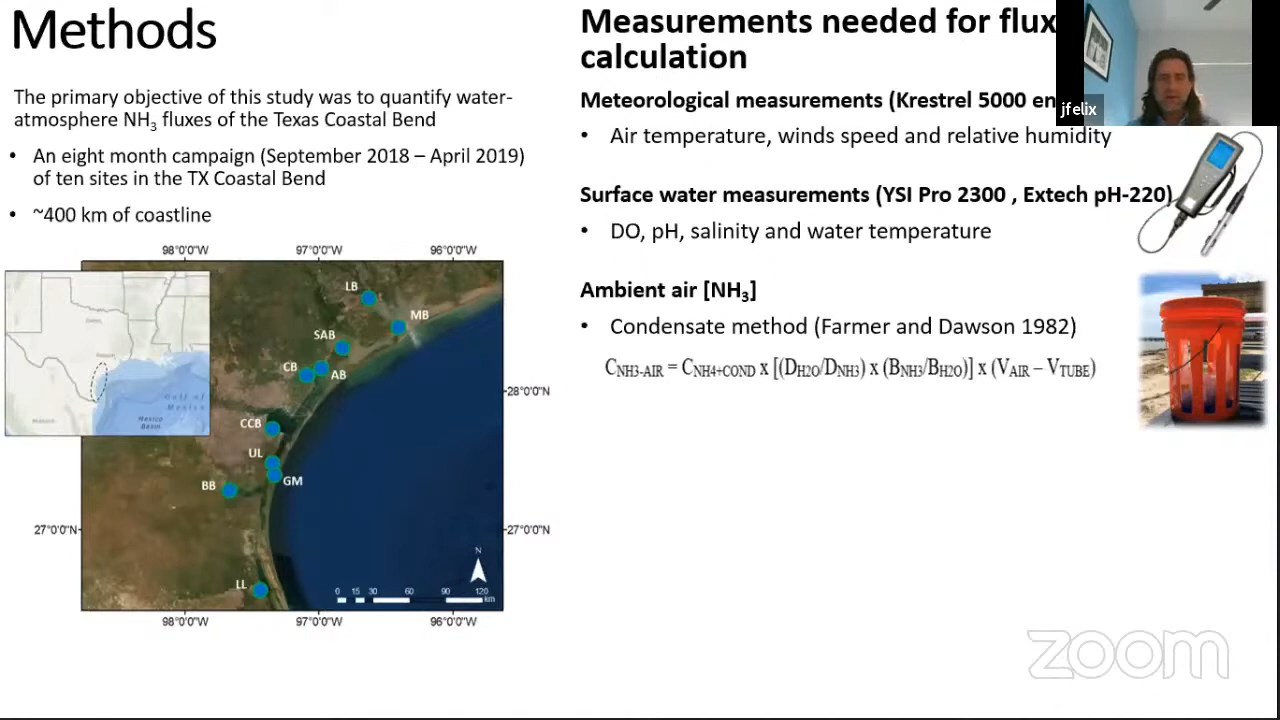 Methods
The primary objective of this study was to quantify water-
atmosphere NH3 fluxes of the Texas Coastal Bend
• An eight month campaign (September 2018 – April 2019)
of ten sites in the TX Coastal Bend
• ~400 km of coastline
98°0'0"W 97°0'0"W 96°0'0"W
LB
MB
SAB
CB
AB
28°0'0"N
CCB
UL
GM
BB
27°0'0"N
27°0'0"N
LL
N
0 15 30 60 90 120
km
98°0'0"W 97°0'0"W 96°0'0"W
Gulf of
Mexico
Mexico
Basin
Measurements needed for flux
calculation
Meteorological measurements (Krestrel 5000 en
• Air temperature, winds speed and relative humidity
Surface water measurements (YSI Pro 2300 , Extech pH-220)
• DO, pH, salinity and water temperature
Ambient air [NH3]
• Condensate method (Farmer and Dawson 1982)
CNH3-AIR = CNH4+COND x [(DH2O/DNH3) x (BNH3/BH2O)] x (VAIR – VTUBE)
jfelix
zoom